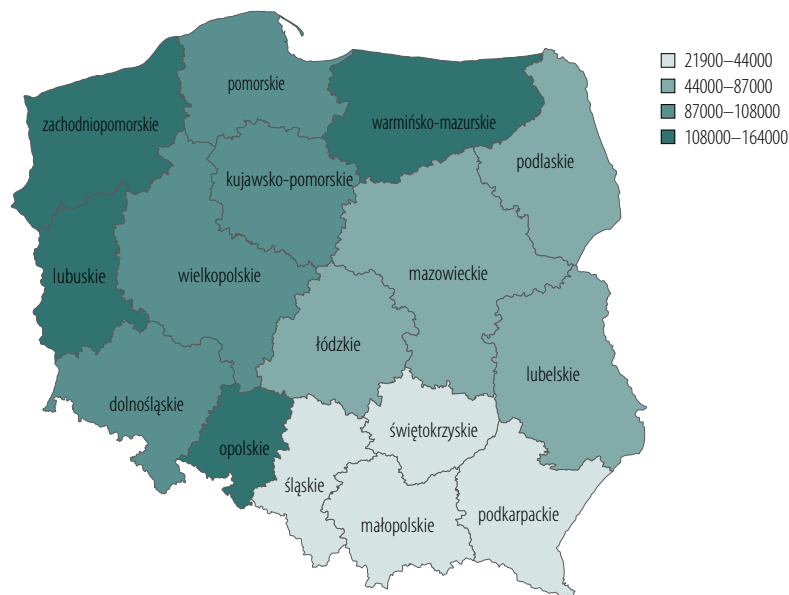 21900–44000
44000–87000
87000–108000
108000–164000
pomorskie
zachodniopomorskie
warmińsko-mazurskie
podlaskie
kujawsko-pomorskie
lubuskie
wielkopolskie
mazowieckie
łódzkie
lubelskie
dolnośląskie
świętokrzyskie
opolskie
śląskie
podkarpackie
małopolskie